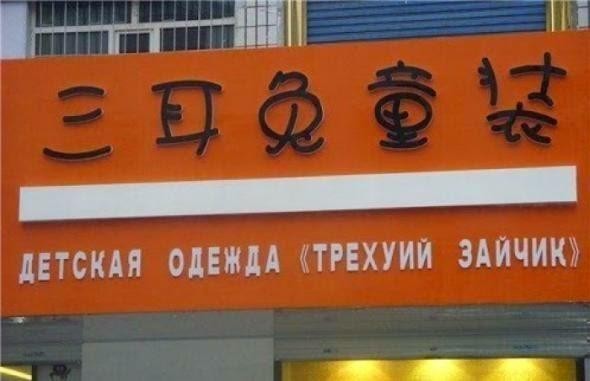 三耳兔童装
ДЕТСКАЯ ОДЕЖДА 《ТРЕХУИЙ ЗАЙЧИК》